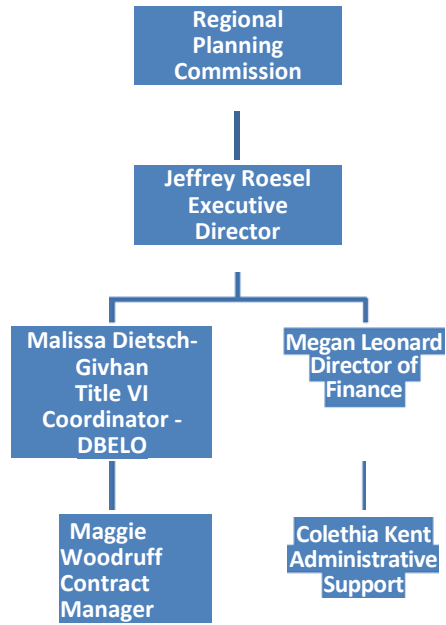 Regional
Planning
Commission
Jeffrey Roesel
Executive
Director
Malissa Dietsch-
Givhan
Title VI
Coordinator -
DBELO
Megan Leonard
Director of
Finance
Maggie
Woodruff
Contract
Manager
Colethia Kent
Administrative
Support